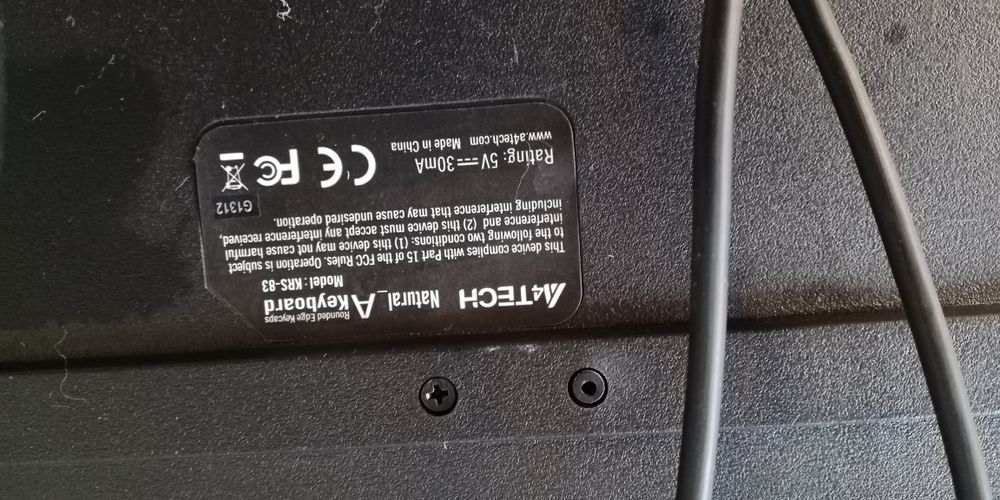 A4TECH Natural_A Keyboard
Rounded Edge Keycaps
Model: KRS-83
This device complies with Part 15 of the FCC Rules. Operation is subject
to the following two conditions: (1) this device may not cause harmful
interference and (2) this device must accept any interference received,
including interference that may cause undesired operation.
G1312
Rating: 5V⎓30mA
www.a4tech.com Made in China
CE FC